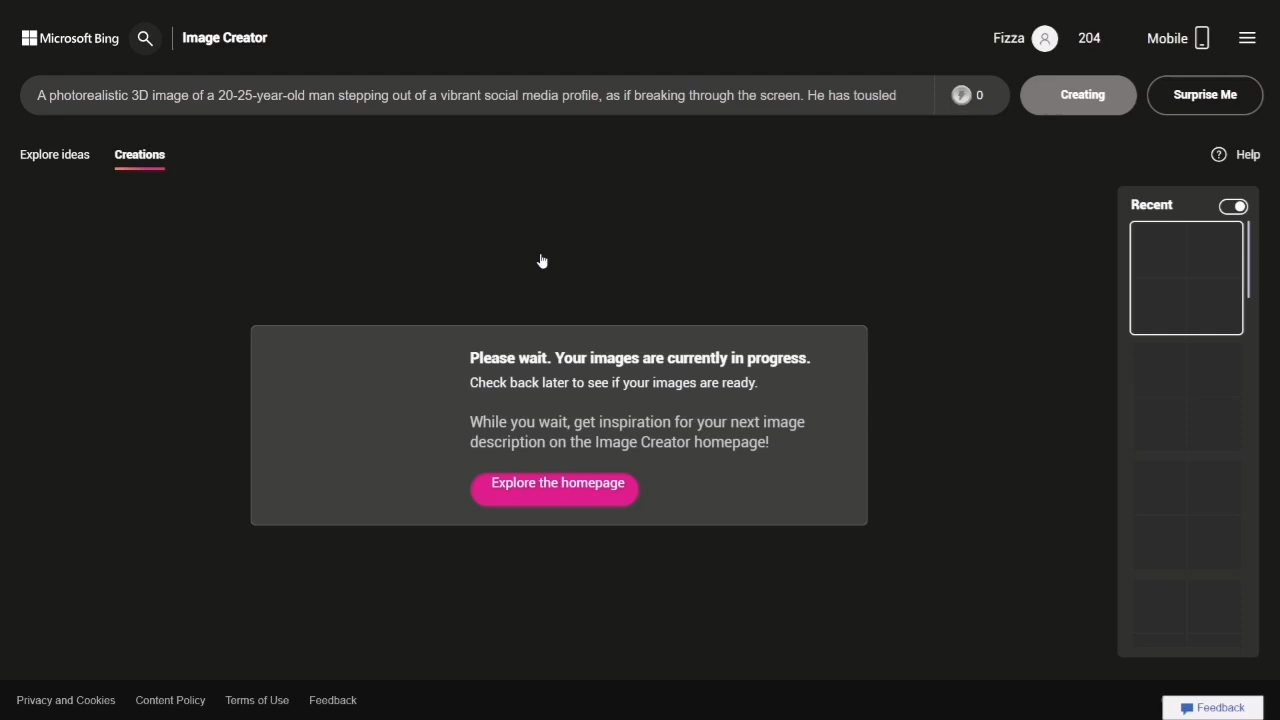 Microsoft Bing
Image Creator
Fizza
204
Mobile
A photorealistic 3D image of a 20-25-year-old man stepping out of a vibrant social media profile, as if breaking through the screen. He has tousled
0
Creating
Surprise Me
Explore ideas
Creations
Help
Recent
Please wait. Your images are currently in progress.
Check back later to see if your images are ready.
While you wait, get inspiration for your next image
description on the Image Creator homepage!
Explore the homepage
Privacy and Cookies
Content Policy
Terms of Use
Feedback
Feedback